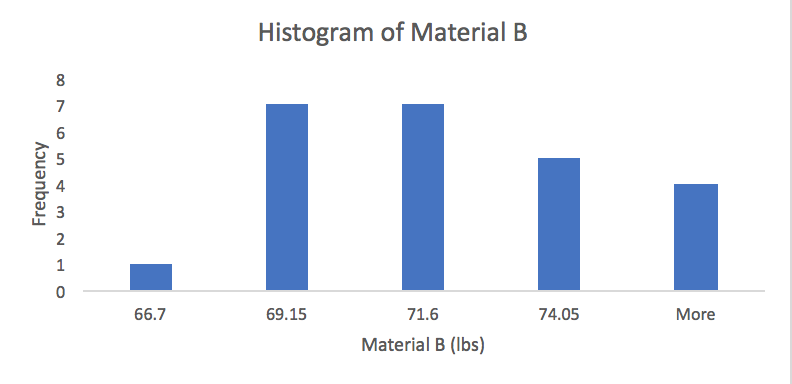 Histogram of Material B
8
7
6
5
4
3
2
1
0
Frequency
66.7 69.15 71.6 74.05 More
Material B (lbs)